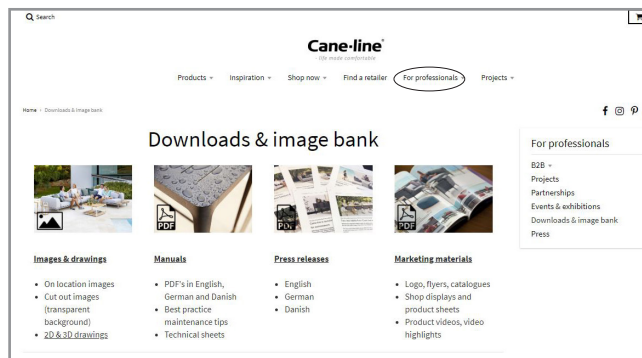 Search
Cane-line®
- life made comfortable
Products Inspiration Shop now Find a retailer For professionals Projects
Home › Downloads & image bank
Downloads & image bank
PDF
PDF
PDF
Images & drawings
• On location images
• Cut out images
(transparent
background)
• 2D & 3D drawings
Manuals
• PDF's in English,
German and Danish
• Best practice
maintenance tips
• Technical sheets
Press releases
• English
• German
• Danish
Marketing materials
• Logo, flyers, catalogues
• Shop displays and
product sheets
• Product videos, video
highlights
For professionals
B2B
Projects
Partnerships
Events & exhibitions
Downloads & image bank
Press